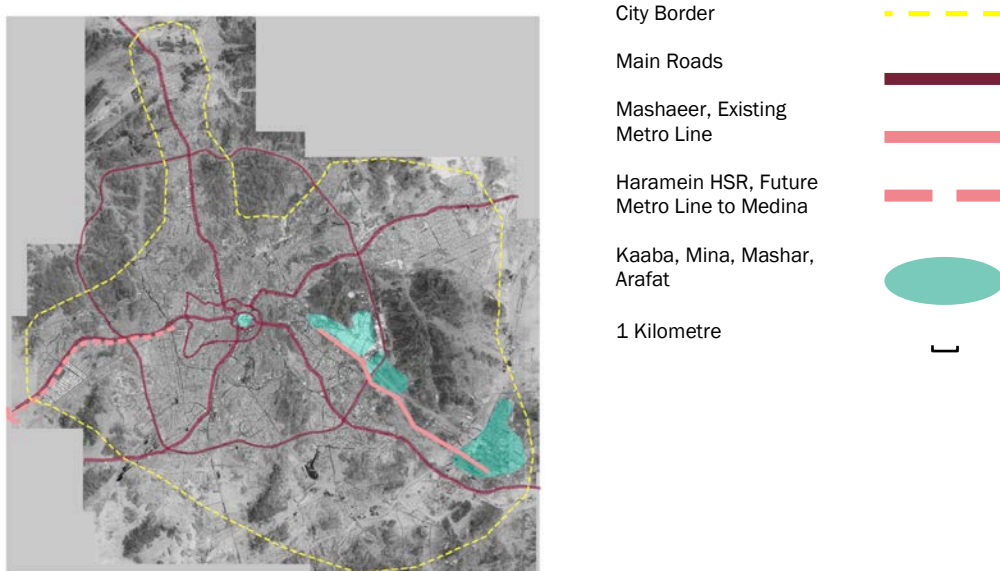 City Border
Main Roads
Mashaeer, Existing
Metro Line
Haramein HSR, Future
Metro Line to Medina
Kaaba, Mina, Mashar,
Arafat
1 Kilometre